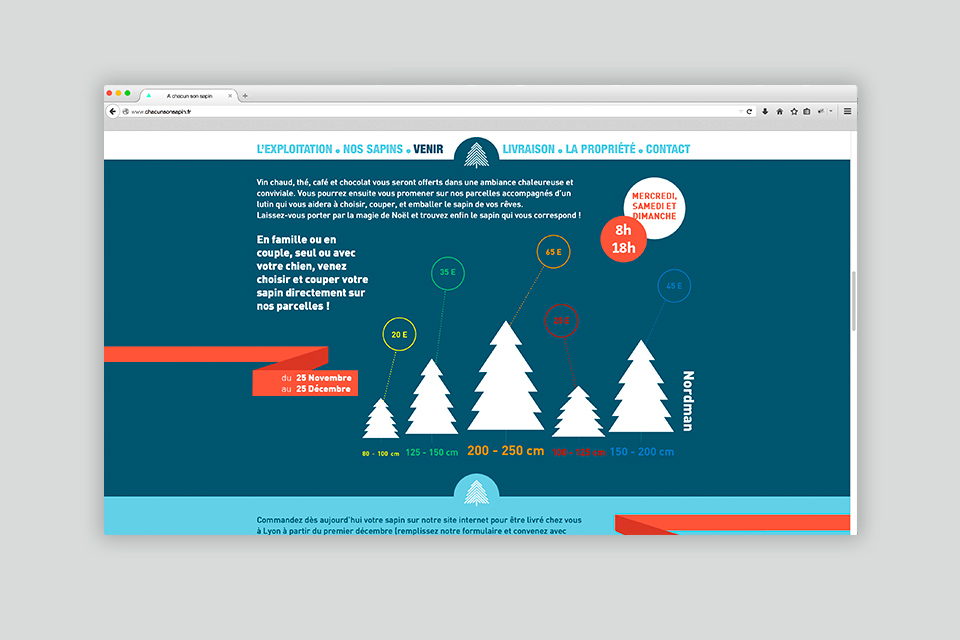 A chacun son sapin
www.chacunsonsapin.fr
L'EXPLOITATION • NOS SAPINS • VENIR
LIVRAISON • LA PROPRIÉTÉ • CONTACT
Vin chaud, thé, café et chocolat vous seront offerts dans une ambiance chaleureuse et
conviviale. Vous pourrez ensuite vous promener sur nos parcelles accompagnés d'un
lutin qui vous aidera à choisir, couper, et emballer le sapin de vos rêves.
Laissez-vous porter par la magie de Noël et trouvez enfin le sapin qui vous correspond !
MERCREDI,
SAMEDI ET
DIMANCHE
8h
18h
En famille ou en
couple, seul ou avec
votre chien, venez
choisir et couper votre
sapin directement sur
nos parcelles !
65 E
35 E
45 E
20 E
du 25 Novembre
au 25 Décembre
Nordman
80 - 100 cm
125 - 150 cm
200 - 250 cm
150 - 200 cm
Commandez dès aujourd'hui votre sapin sur notre site internet pour être livré chez vous
à Lyon à partir du premier décembre (remplissez notre formulaire et convenez avec